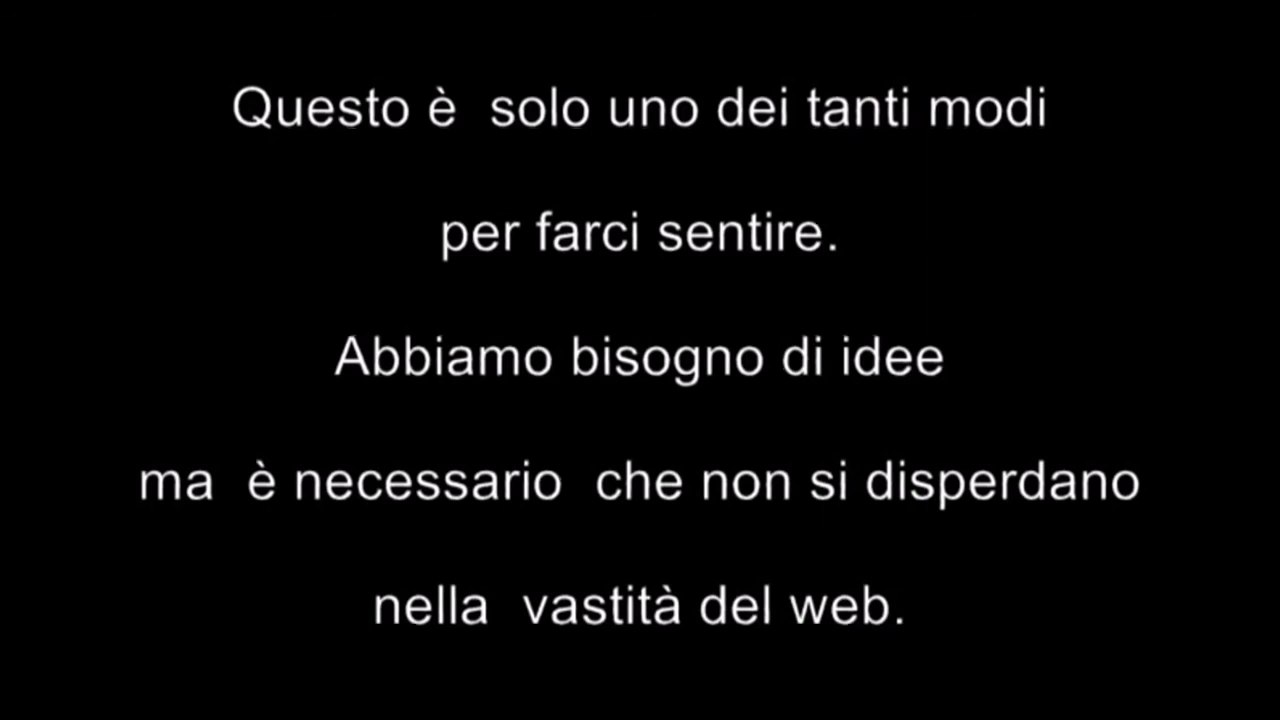 Questo è  solo uno dei tanti modi
per farci sentire.
Abbiamo bisogno di idee
ma  è necessario  che non si disperdano
nella  vastità del web.